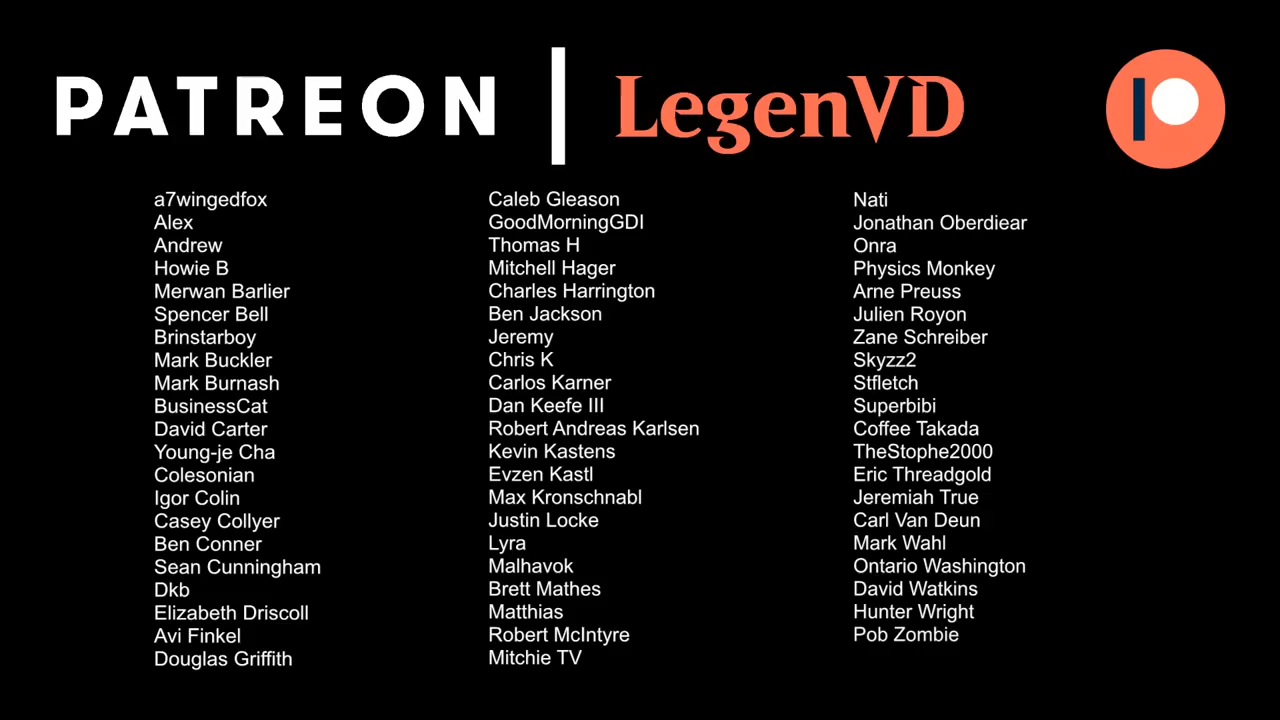 PATREON | LegenVD
a7wingedfox
Alex
Andrew
Howie B
Merwan Barlier
Spencer Bell
Brinstarboy
Mark Buckler
Mark Burnash
BusinessCat
David Carter
Young-je Cha
Colesonian
Igor Colin
Casey Collyer
Ben Conner
Sean Cunningham
Dkb
Elizabeth Driscoll
Avi Finkel
Douglas Griffith
Caleb Gleason
GoodMorningGDI
Thomas H
Mitchell Hager
Charles Harrington
Ben Jackson
Jeremy
Chris K
Carlos Karner
Dan Keefe III
Robert Andreas Karlsen
Kevin Kastens
Evzen Kastl
Max Kronschnabl
Justin Locke
Lyra
Malhavok
Brett Mathes
Matthias
Robert McIntyre
Mitchie TV
Nati
Jonathan Oberdiear
Onra
Physics Monkey
Arne Preuss
Julien Royon
Zane Schreiber
Skyzz2
Stfletch
Superbibi
Coffee Takada
TheStophe2000
Eric Threadgold
Jeremiah True
Carl Van Deun
Mark Wahl
Ontario Washington
David Watkins
Hunter Wright
Pob Zombie